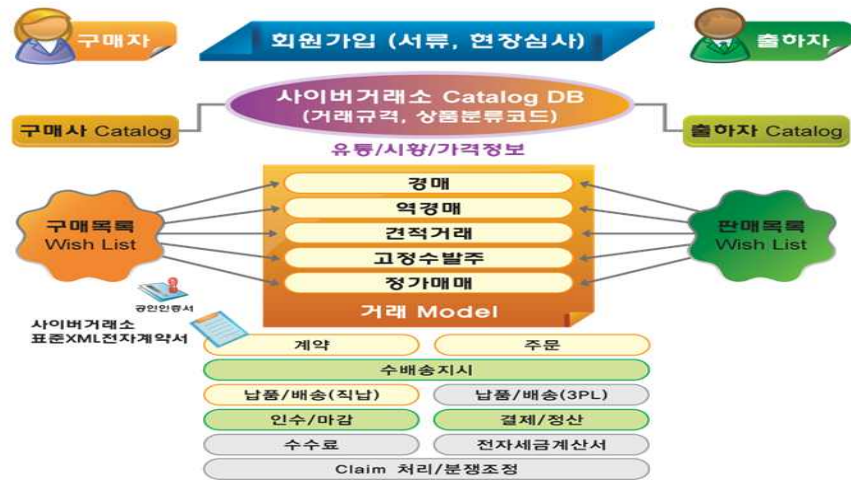 구매자
회원가입 (서류, 현장심사)
출하자
사이버거래소 Catalog DB
(거래규격, 상품분류코드)
구매사 Catalog
출하자 Catalog
유통/시황/가격정보
경매
역경매
견적거래
고정수발주
정가매매
거래 Model
구매목록
Wish List
판매목록
Wish List
공인인증서
사이버거래소
표준XML전자계약서
계약
주문
수배송지시
납품/배송(직납)
납품/배송(3PL)
인수/마감
결제/정산
수수료
전자세금계산서
Claim 처리/분쟁조정